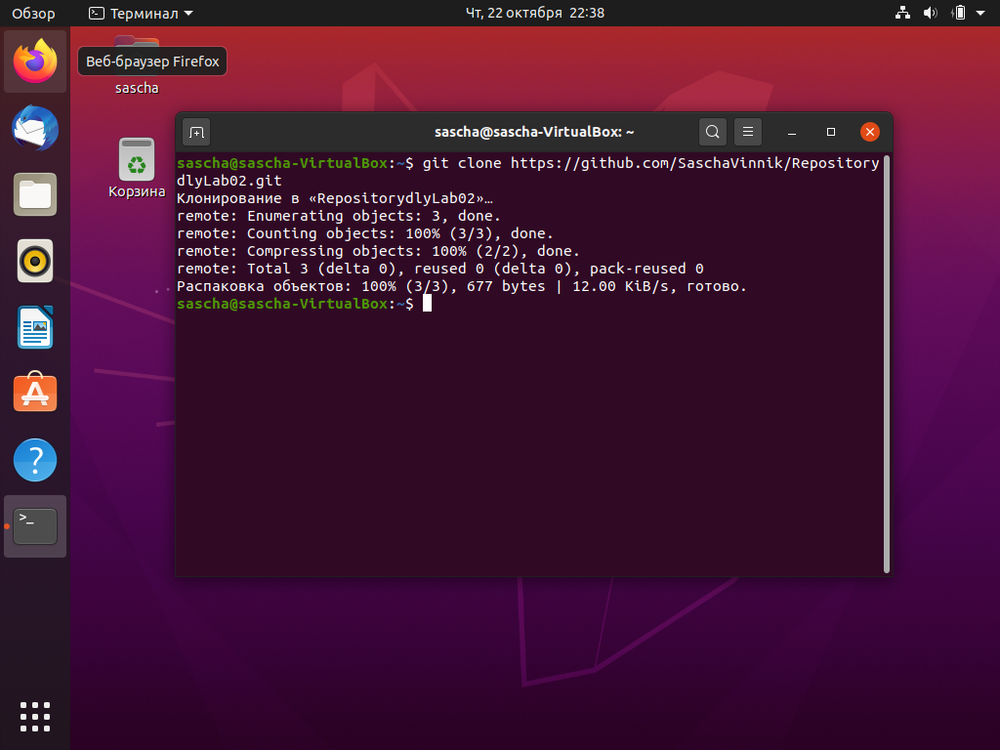 Обзор
Терминал
Чт, 22 октября 22:38
Веб-браузер Firefox
sascha
Корзина
sascha@sascha-VirtualBox: ~
sascha@sascha-VirtualBox:~$ git clone https://github.com/SaschaVinnik/Repository
dlyLab02.git
Клонирование в «RepositorydlyLab02»…
remote: Enumerating objects: 3, done.
remote: Counting objects: 100% (3/3), done.
remote: Compressing objects: 100% (2/2), done.
remote: Total 3 (delta 0), reused 0 (delta 0), pack-reused 0
Распаковка объектов: 100% (3/3), 677 bytes | 12.00 KiB/s, готово.
sascha@sascha-VirtualBox:~$